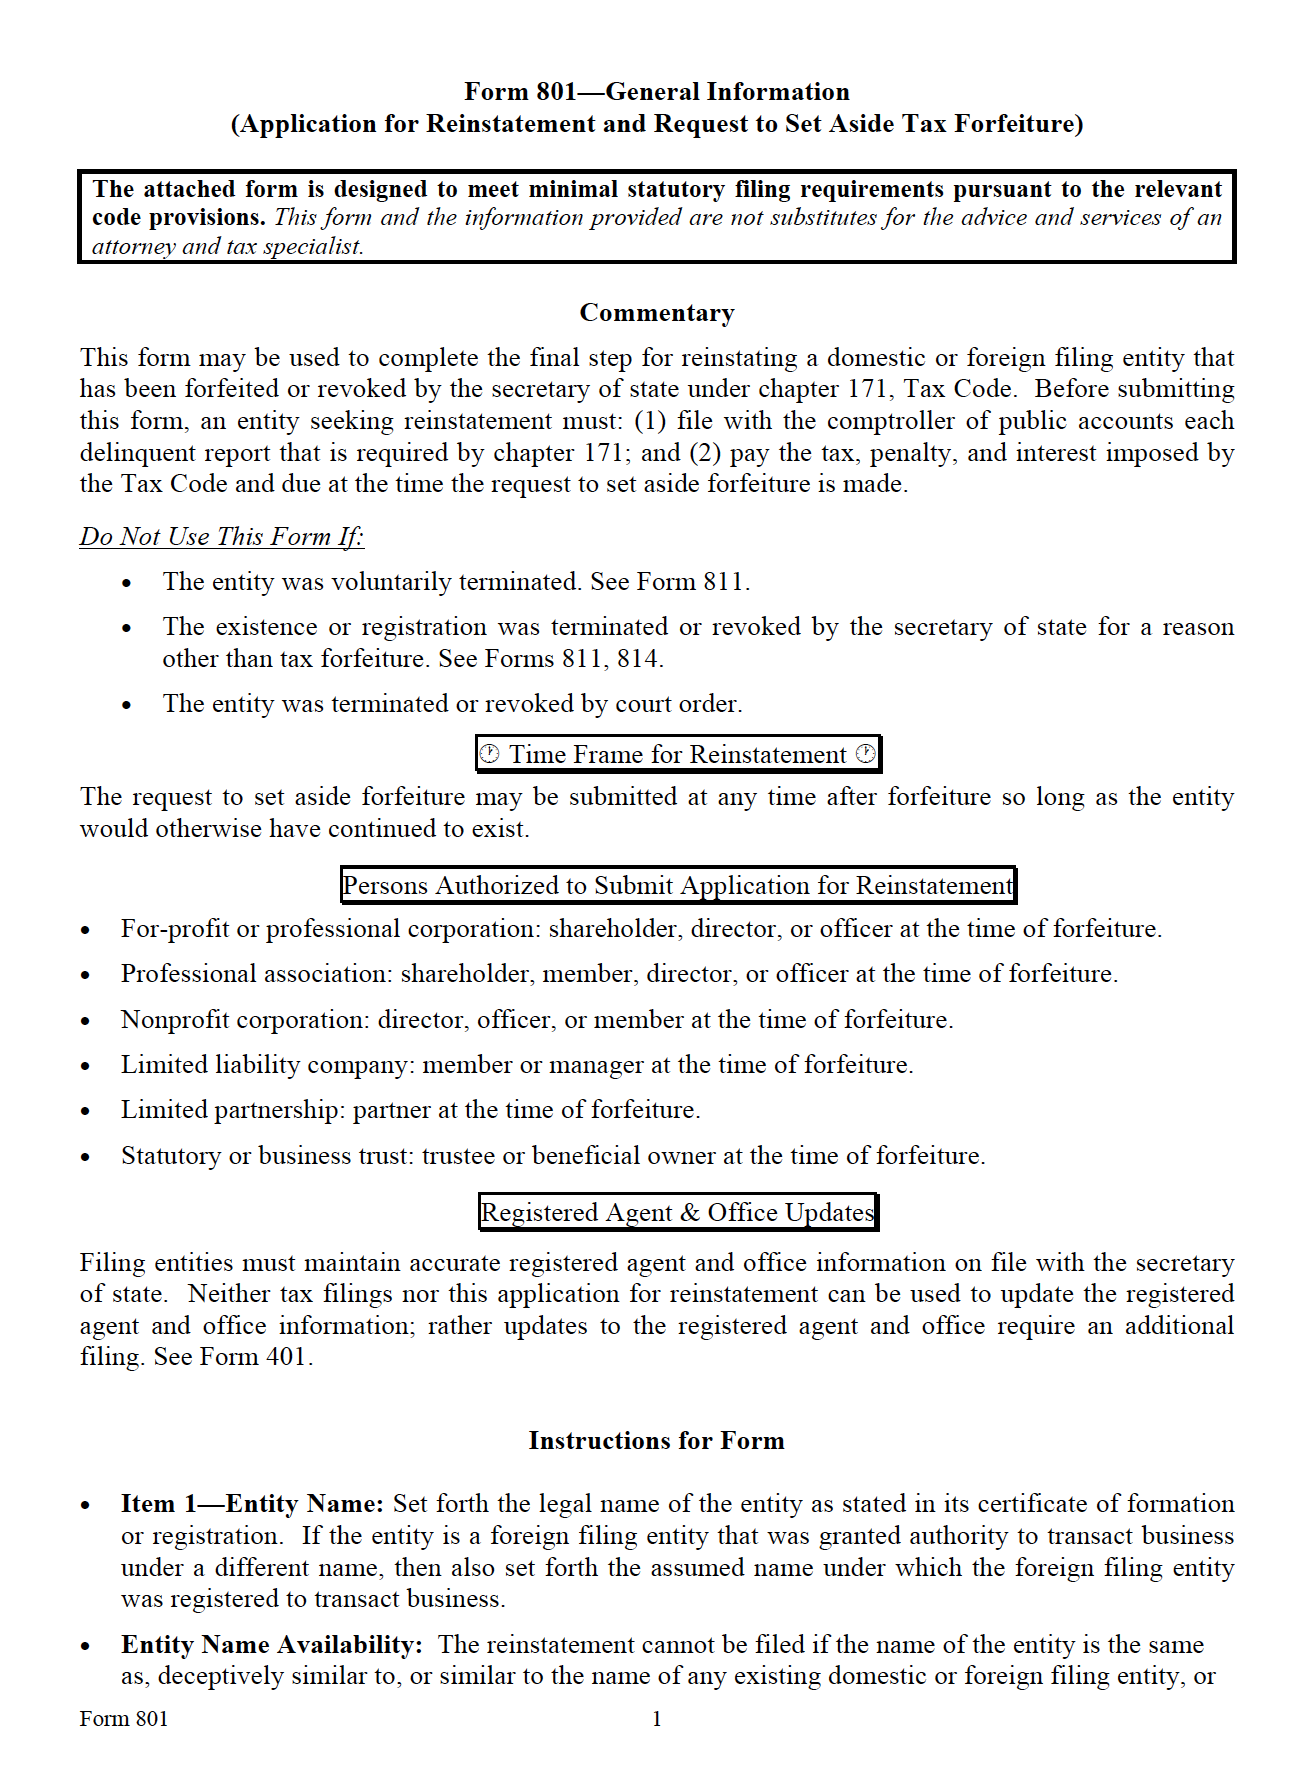 Form 801—General Information
(Application for Reinstatement and Request to Set Aside Tax Forfeiture)
The attached form is designed to meet minimal statutory filing requirements pursuant to the relevant
code provisions. This form and the information provided are not substitutes for the advice and services of an
attorney and tax specialist.
Commentary
This form may be used to complete the final step for reinstating a domestic or foreign filing entity that
has been forfeited or revoked by the secretary of state under chapter 171, Tax Code. Before submitting
this form, an entity seeking reinstatement must: (1) file with the comptroller of public accounts each
delinquent report that is required by chapter 171; and (2) pay the tax, penalty, and interest imposed by
the Tax Code and due at the time the request to set aside forfeiture is made.
Do Not Use This Form If:
• The entity was voluntarily terminated. See Form 811.
• The existence or registration was terminated or revoked by the secretary of state for a reason
other than tax forfeiture. See Forms 811, 814.
• The entity was terminated or revoked by court order.
🕐 Time Frame for Reinstatement 🕐
The request to set aside forfeiture may be submitted at any time after forfeiture so long as the entity
would otherwise have continued to exist.
Persons Authorized to Submit Application for Reinstatement
• For-profit or professional corporation: shareholder, director, or officer at the time of forfeiture.
• Professional association: shareholder, member, director, or officer at the time of forfeiture.
• Nonprofit corporation: director, officer, or member at the time of forfeiture.
• Limited liability company: member or manager at the time of forfeiture.
• Limited partnership: partner at the time of forfeiture.
• Statutory or business trust: trustee or beneficial owner at the time of forfeiture.
Registered Agent & Office Updates
Filing entities must maintain accurate registered agent and office information on file with the secretary
of state. Neither tax filings nor this application for reinstatement can be used to update the registered
agent and office information; rather updates to the registered agent and office require an additional
filing. See Form 401.
Instructions for Form
• Item 1—Entity Name: Set forth the legal name of the entity as stated in its certificate of formation
or registration. If the entity is a foreign filing entity that was granted authority to transact business
under a different name, then also set forth the assumed name under which the foreign filing entity
was registered to transact business.
• Entity Name Availability: The reinstatement cannot be filed if the name of the entity is the same
as, deceptively similar to, or similar to the name of any existing domestic or foreign filing entity, or
Form 801 1